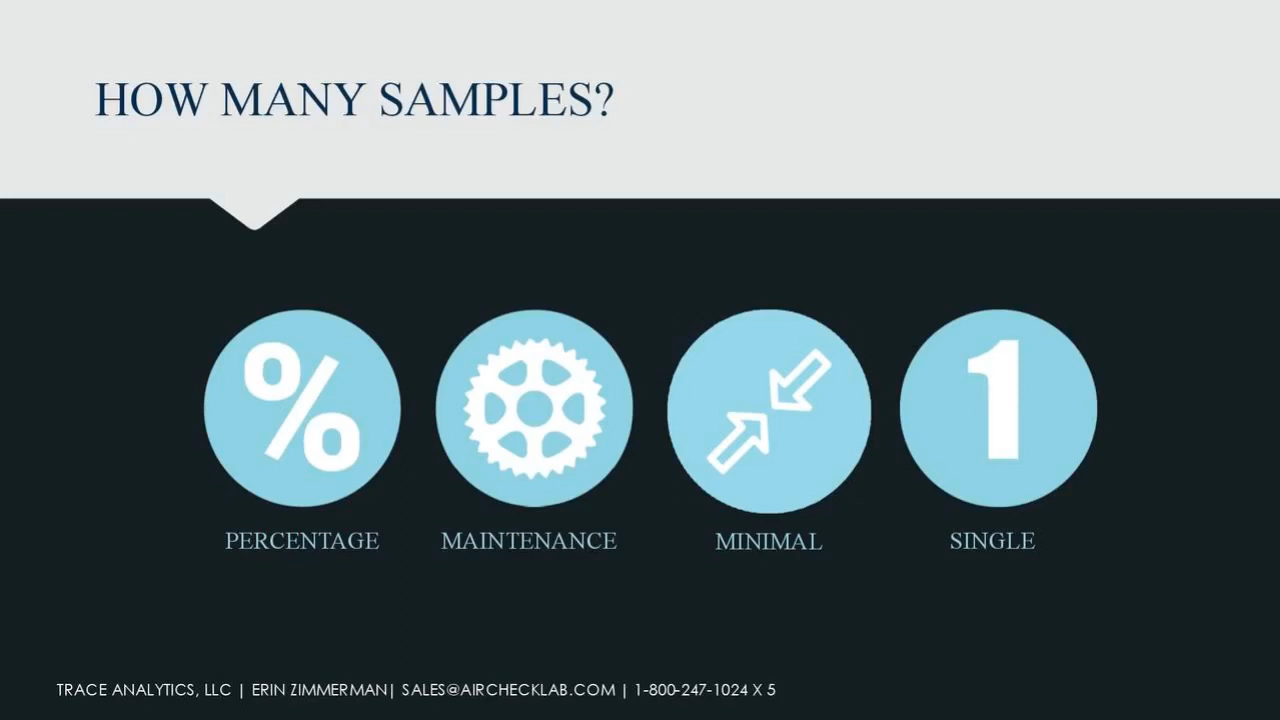 HOW MANY SAMPLES?
%
1
PERCENTAGE
MAINTENANCE
MINIMAL
SINGLE
TRACE ANALYTICS, LLC | ERIN ZIMMERMAN| SALES@AIRCHECKLAB.COM | 1-800-247-1024 X 5